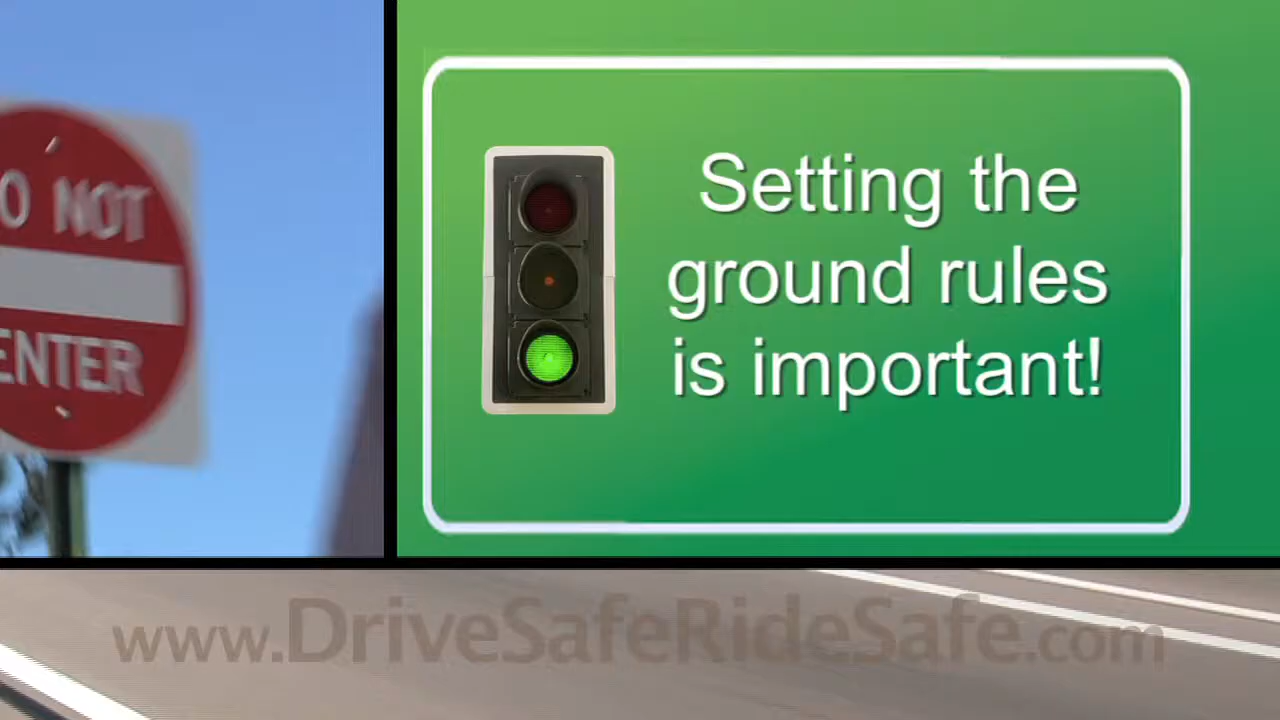 O NOT
ENTER
Setting the
ground rules
is important!
www.DriveSafeRideSafe.com